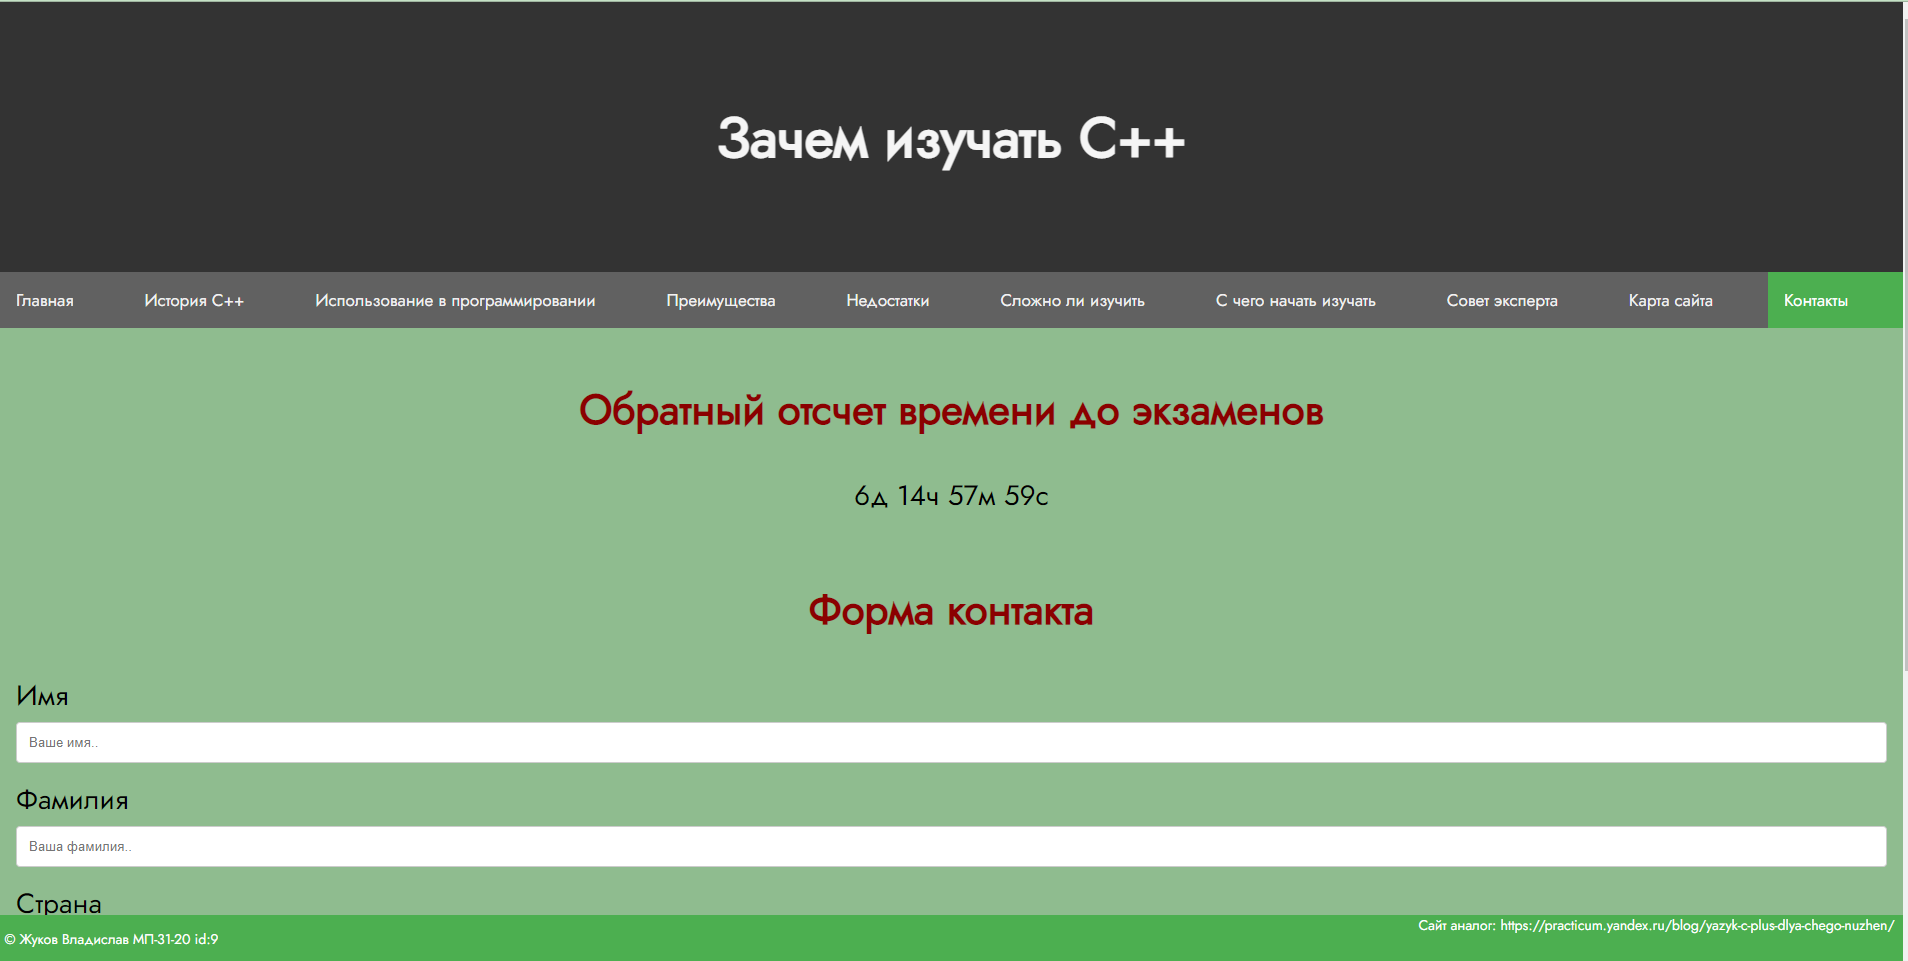 Зачем изучать C++
Главная История C++ Использование в программировании Преимущества Недостатки Сложно ли изучить С чего начать изучать Совет эксперта Карта сайта Контакты
Обратный отсчет времени до экзаменов
6д 14ч 57м 59с
Форма контакта
Имя
Ваше имя..
Фамилия
Ваша фамилия..
Страна
Сайт аналог: https://practicum.yandex.ru/blog/yazyk-c-plus-dlya-chego-nuzhen/
© Жуков Владислав МП-31-20 id:9